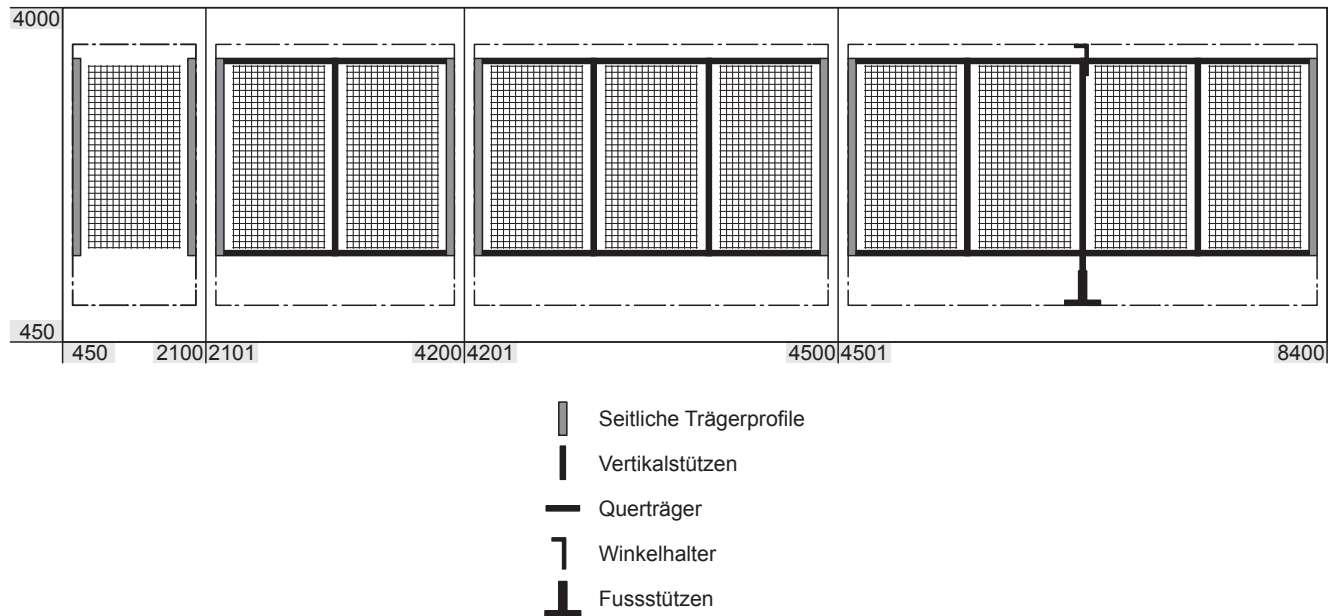 4000
450
450 2100 2101 4200 4201 4500 4501 8400
Seitliche Trägerprofile
Vertikalstützen
Querträger
Winkelhalter
Fussstützen